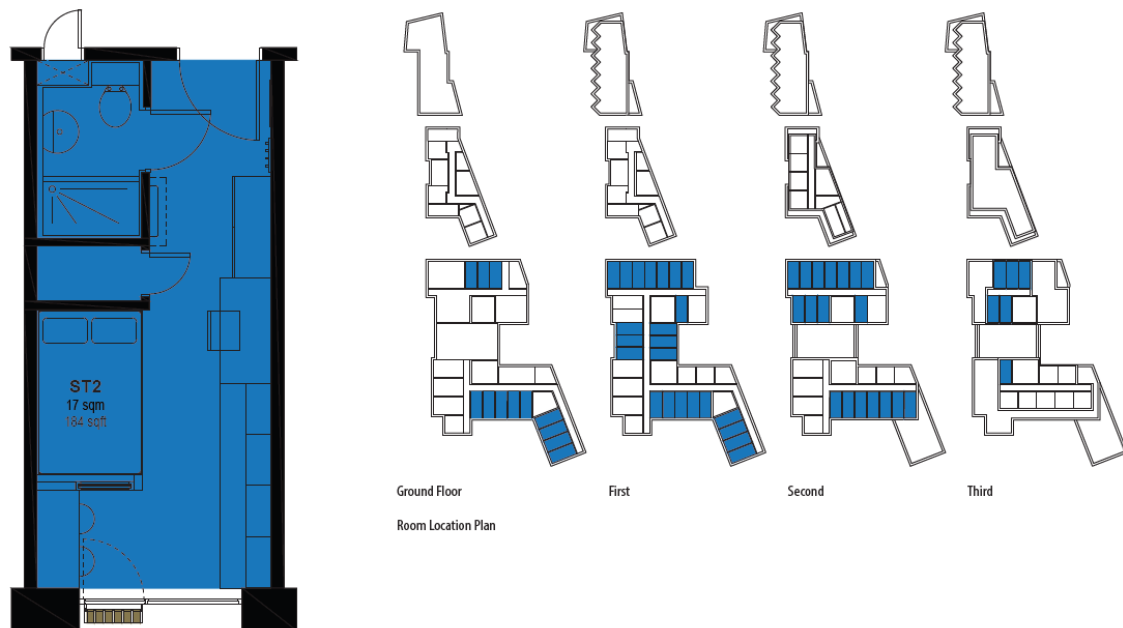 ST2
17 sqm
184 sqft
Ground Floor
First
Second
Third
Room Location Plan